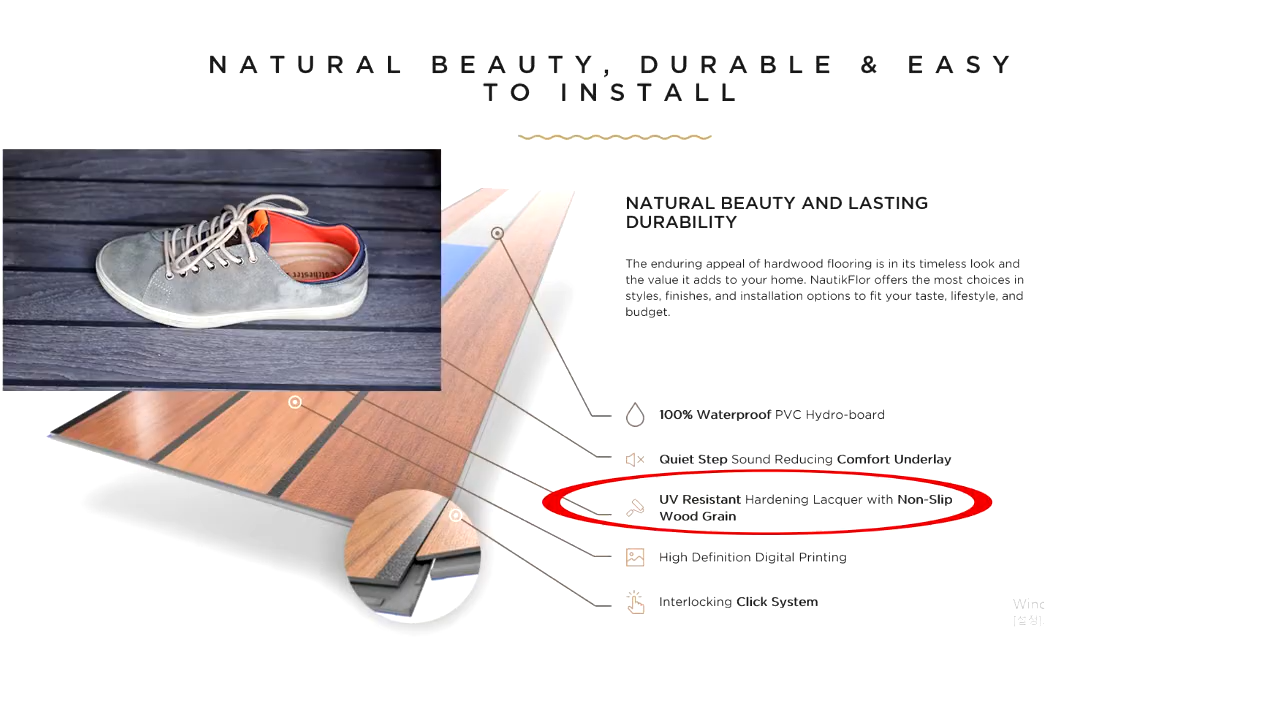 NATURAL BEAUTY, DURABLE & EASY
TO INSTALL
NATURAL BEAUTY AND LASTING
DURABILITY
The enduring appeal of hardwood flooring is in its timeless look and
the value it adds to your home. NautikFlor offers the most choices in
styles, finishes, and installation options to fit your taste, lifestyle, and
budget.
100% Waterproof PVC Hydro-board
Quiet Step Sound Reducing Comfort Underlay
UV Resistant Hardening Lacquer with Non-Slip
Wood Grain
High Definition Digital Printing
Interlocking Click System